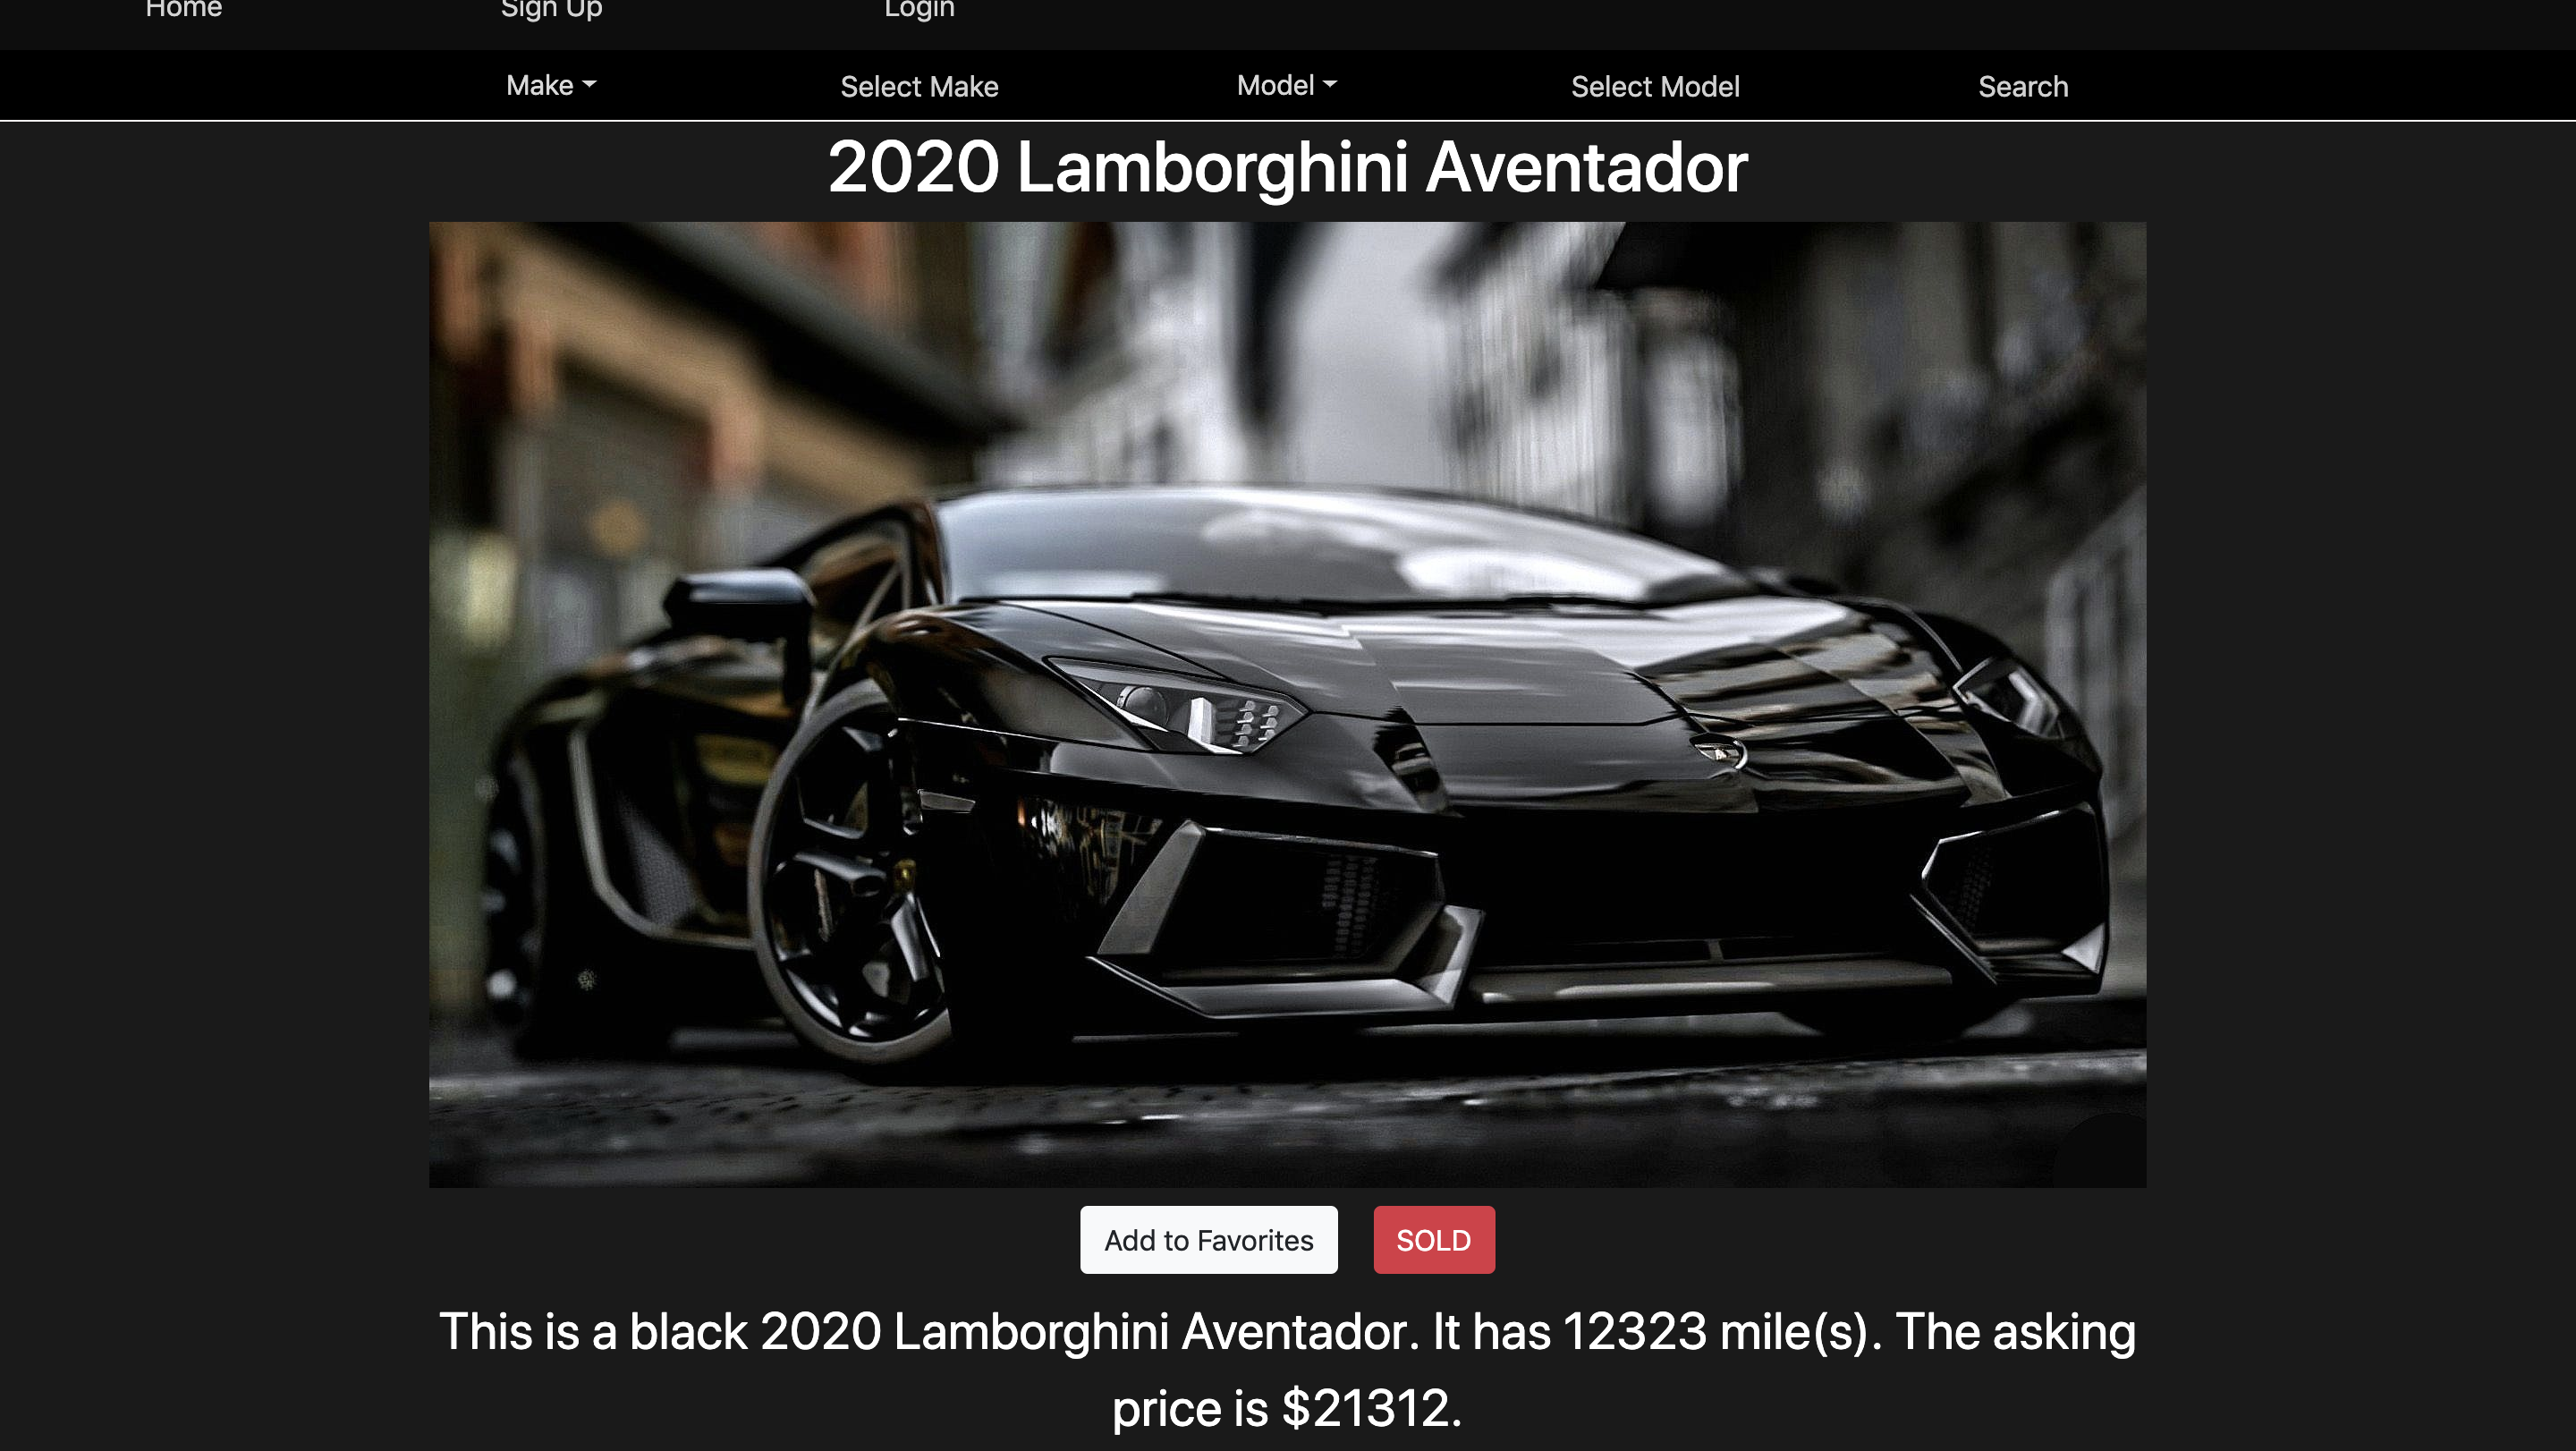 Home Sign Up Login
Make Select Make Model Select Model Search
2020 Lamborghini Aventador
Add to Favorites SOLD
This is a black 2020 Lamborghini Aventador. It has 12323 mile(s). The asking
price is $21312.